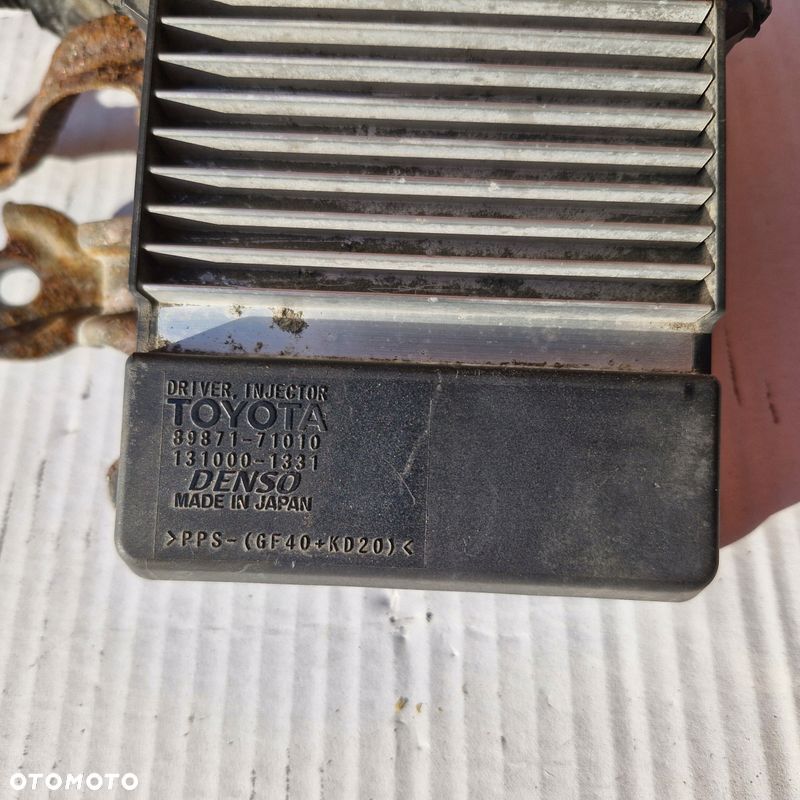 DRIVER, INJECTOR
TOYOTA
89871-71010
131000-1331
DENSO
MADE IN JAPAN
>PPS-(GF40+KD20)<
OTOMOTO